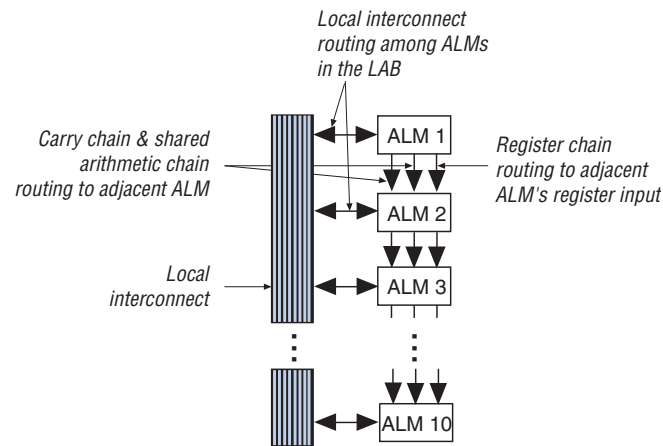 Local interconnect
routing among ALMs
in the LAB
Carry chain & shared
arithmetic chain
routing to adjacent ALM
Register chain
routing to adjacent
ALM's register input
Local
interconnect
ALM 1
ALM 2
ALM 3
ALM 10